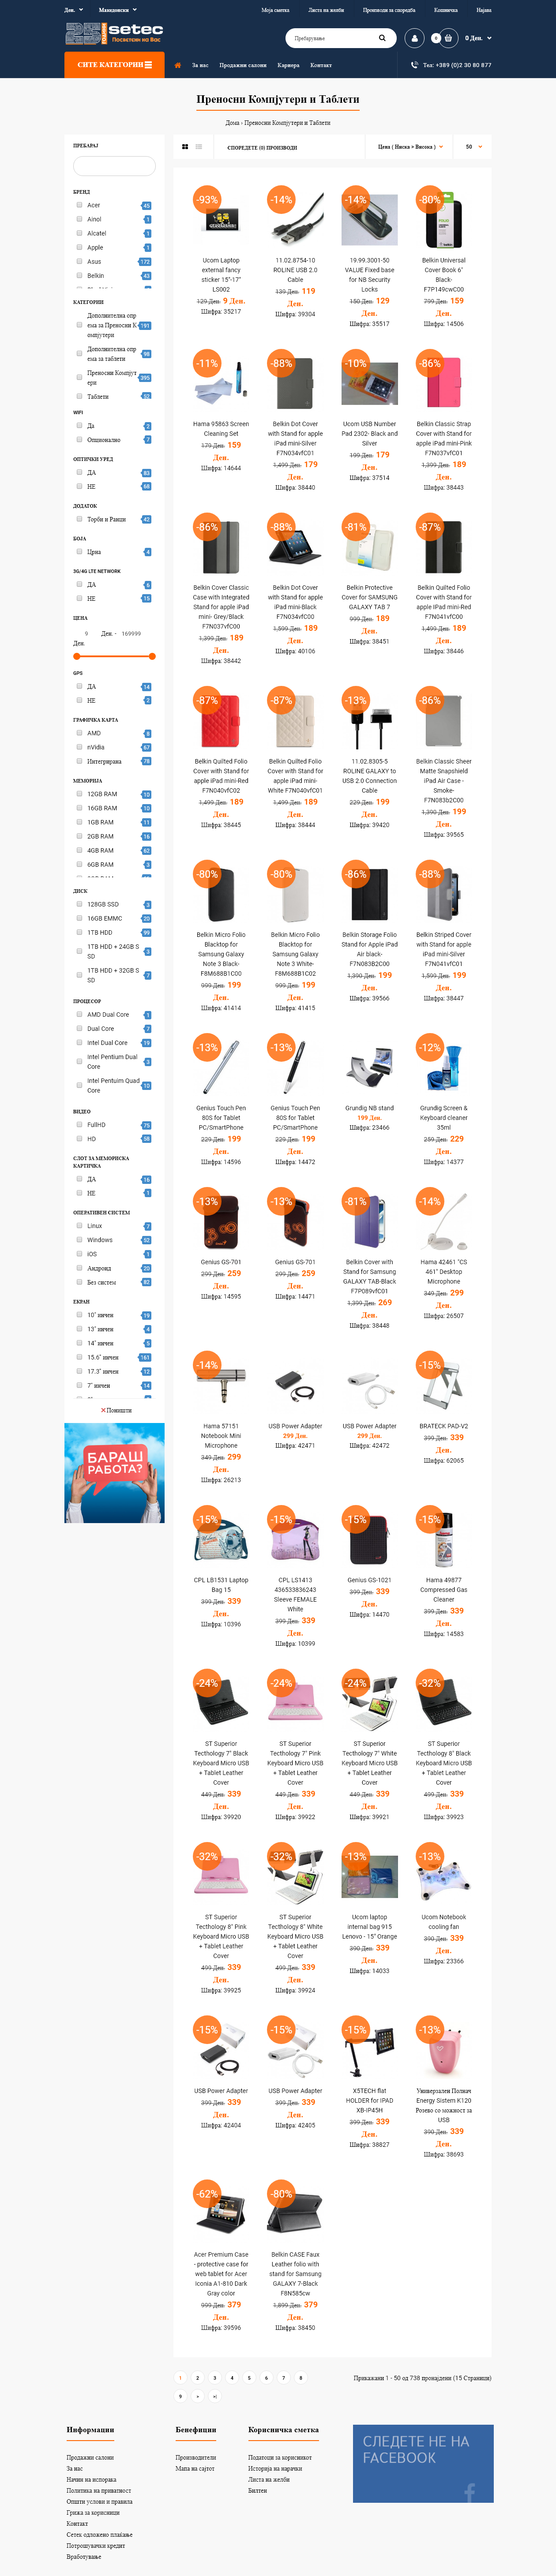 Ден.
Македонски
Моја сметка
Листа на желби
Производи за споредба
Кошничка
Најава
setec
Посветени на Вас
Пребарување
0
0 Ден.
СИТЕ КАТЕГОРИИ
За нас
Продажни салони
Кариера
Контакт
Тел: +389 (0)2 30 80 877
Преносни Компјутери и Таблети
Дома › Преносни Компјутери и Таблети
ПРЕБАРАЈ
БРЕНД
Acer 45
Ainol 1
Alcatel 1
Apple 1
Asus 172
Belkin 43
КАТЕГОРИИ
Дополнителна опр
ема за Преносни К 191
омпјутери
Дополнителна опр
ема за таблети 98
Преносни Компјут
ери 395
Таблети
WIFI
Да
Опционално 7
ОПТИЧКИ УРЕД
ДА 83
НЕ 68
ДОДАТОК
Торби и Ранци 42
БОЈА
Црна 4
3G/4G LTE NETWORK
ДА 6
НЕ 15
ЦЕНА
9 Ден. - 169999
Ден.
GPS
ДА 14
НЕ
ГРАФИЧКА КАРТА
AMD
nVidia 67
Интегрирана 78
МЕМОРИЈА
12GB RAM 10
16GB RAM 10
1GB RAM 11
2GB RAM 16
4GB RAM 62
6GB RAM
ДИСК
128GB SSD 3
16GB EMMC 20
1TB HDD 99
1TB HDD + 24GB S
SD
1TB HDD + 32GB S
SD
ПРОЦЕСОР
AMD Dual Core 1
Dual Core 7
Intel Dual Core 19
Intel Pentium Dual
Core
Intel Pentuim Quad
Core 10
ВИДЕО
FullHD 75
HD 58
СЛОТ ЗА МЕМОРИСКА
КАРТИЧКА
ДА 16
НЕ 1
ОПЕРАТИВЕН СИСТЕМ
Linux 7
Windows 52
iOS 1
Андроид 20
Без систем 82
ЕКРАН
10" инчен 19
13" инчен 4
14" инчен 5
15.6" инчен 161
17.3" инчен 12
7" инчен 14
Поништи
БАРАШ
РАБОТА?
СПОРЕДЕТЕ (0) ПРОИЗВОДИ
Цена ( Ниска > Висока )
50
-93%
-14%
-14%
-80%
Ucom Laptop external fancy sticker 15"-17" LS002
129 Ден. 9 Ден.
Шифра: 35217
11.02.8754-10 ROLINE USB 2.0 Cable
139 Ден. 119 Ден.
Шифра: 39304
19.99.3001-50 VALUE Fixed base for NB Security Locks
150 Ден. 129 Ден.
Шифра: 35517
Belkin Universal Cover Book 6" Black-F7P149cwC00
799 Ден. 159 Ден.
Шифра: 14506
-11%
-88%
-10%
-86%
Hama 95863 Screen Cleaning Set
179 Ден. 159 Ден.
Шифра: 14644
Belkin Dot Cover with Stand for apple iPad mini-Silver F7N034vfC01
1,499 Ден. 179 Ден.
Шифра: 38440
Ucom USB Number Pad 2302- Black and Silver
199 Ден. 179 Ден.
Шифра: 37514
Belkin Classic Strap Cover with Stand for apple iPad mini-Pink F7N037vfC01
1,399 Ден. 189 Ден.
Шифра: 38443
-86%
-88%
-81%
-87%
Belkin Cover Classic Case with Integrated Stand for apple iPad mini- Grey/Black F7N037vfC00
1,399 Ден. 189 Ден.
Шифра: 38442
Belkin Dot Cover with Stand for apple iPad mini-Black F7N034vfC00
1,599 Ден. 189 Ден.
Шифра: 40106
Belkin Protective Cover for SAMSUNG GALAXY TAB 7
999 Ден. 189 Ден.
Шифра: 38451
Belkin Quilted Folio Cover with Stand for apple iPad mini-Red F7N041vfC00
1,499 Ден. 189 Ден.
Шифра: 38446
-87%
-87%
-13%
-86%
Belkin Quilted Folio Cover with Stand for apple iPad mini-Red F7N040vfC02
1,499 Ден. 189 Ден.
Шифра: 38445
Belkin Quilted Folio Cover with Stand for apple iPad mini-White F7N040vfC01
1,499 Ден. 189 Ден.
Шифра: 38444
11.02.8305-5 ROLINE GALAXY to USB 2.0 Connection Cable
229 Ден. 199 Ден.
Шифра: 39420
Belkin Classic Sheer Matte Snapshield iPad Air Case - Smoke-F7N083b2C00
1,390 Ден. 199 Ден.
Шифра: 39565
-80%
-80%
-86%
-88%
Belkin Micro Folio Blacktop for Samsung Galaxy Note 3 Black-F8M688B1C00
999 Ден. 199 Ден.
Шифра: 41414
Belkin Micro Folio Blacktop for Samsung Galaxy Note 3 White-F8M688B1C02
999 Ден. 199 Ден.
Шифра: 41415
Belkin Storage Folio Stand for Apple iPad Air black-F7N083B2C00
1,390 Ден. 199 Ден.
Шифра: 39566
Belkin Striped Cover with Stand for apple iPad mini-Silver F7N041vfC01
1,599 Ден. 199 Ден.
Шифра: 38447
-13%
-13%
-12%
Genius Touch Pen 80S for Tablet PC/SmartPhone
229 Ден. 199 Ден.
Шифра: 14596
Genius Touch Pen 80S for Tablet PC/SmartPhone
229 Ден. 199 Ден.
Шифра: 14472
Grundig NB stand
199 Ден.
Шифра: 23466
Grundig Screen & Keyboard cleaner 35ml
259 Ден. 229 Ден.
Шифра: 14377
-13%
-13%
-81%
-14%
Genius GS-701
299 Ден. 259 Ден.
Шифра: 14595
Genius GS-701
299 Ден. 259 Ден.
Шифра: 14471
Belkin Cover with Stand for Samsung GALAXY TAB-Black F7P089vfC01
1,399 Ден. 269 Ден.
Шифра: 38448
Hama 42461 "CS 461" Desktop Microphone
349 Ден. 299 Ден.
Шифра: 26507
-14%
-15%
Hama 57151 Notebook Mini Microphone
349 Ден. 299 Ден.
Шифра: 26213
USB Power Adapter
299 Ден.
Шифра: 42471
USB Power Adapter
299 Ден.
Шифра: 42472
BRATECK PAD-V2
399 Ден. 339 Ден.
Шифра: 62065
-15%
-15%
-15%
-15%
CPL LB1531 Laptop Bag 15
399 Ден. 339 Ден.
Шифра: 10396
CPL LS1413 436533836243 Sleeve FEMALE White
399 Ден. 339 Ден.
Шифра: 10399
Genius GS-1021
399 Ден. 339 Ден.
Шифра: 14470
Hama 49877 Compressed Gas Cleaner
399 Ден. 339 Ден.
Шифра: 14583
-24%
-24%
-24%
-32%
ST Superior Tecthology 7" Black Keyboard Micro USB + Tablet Leather Cover
449 Ден. 339 Ден.
Шифра: 39920
ST Superior Tecthology 7" Pink Keyboard Micro USB + Tablet Leather Cover
449 Ден. 339 Ден.
Шифра: 39922
ST Superior Tecthology 7" White Keyboard Micro USB + Tablet Leather Cover
449 Ден. 339 Ден.
Шифра: 39921
ST Superior Tecthology 8" Black Keyboard Micro USB + Tablet Leather Cover
499 Ден. 339 Ден.
Шифра: 39923
-32%
-32%
-13%
-13%
ST Superior Tecthology 8" Pink Keyboard Micro USB + Tablet Leather Cover
499 Ден. 339 Ден.
Шифра: 39925
ST Superior Tecthology 8" White Keyboard Micro USB + Tablet Leather Cover
499 Ден. 339 Ден.
Шифра: 39924
Ucom laptop internal bag 915 Lenovo - 15" Orange
390 Ден. 339 Ден.
Шифра: 14033
Ucom Notebook cooling fan
390 Ден. 339 Ден.
Шифра: 23366
-15%
-15%
-15%
-13%
USB Power Adapter
399 Ден. 339 Ден.
Шифра: 42404
USB Power Adapter
399 Ден. 339 Ден.
Шифра: 42405
X5TECH flat HOLDER for IPAD XB-IP45H
399 Ден. 339 Ден.
Шифра: 38827
Универзален Полнач Energy Sistem K120 Розево со можност за USB
390 Ден. 339 Ден.
Шифра: 38693
-62%
-80%
Acer Premium Case - protective case for web tablet for Acer Iconia A1-810 Dark Gray color
999 Ден. 379 Ден.
Шифра: 39596
Belkin CASE Faux Leather folio with stand for Samsung GALAXY 7-Black F8N585cw
1,899 Ден. 379 Ден.
Шифра: 38450
1 2 3 4 5 6 7 8
9 > >|
Прикажани 1 - 50 од 738 пронајдени (15 Страници)
Информации
Продажни салони
За нас
Начин на испорака
Политика на приватност
Општи услови и правила
Грижа за корисници
Контакт
Сетек одложено плаќање
Потрошувачки кредит
Вработување
Бенефиции
Производители
Мапа на сајтот
Корисничка сметка
Податоци за корисникот
Историја на нарачки
Листа на желби
Билтен
СЛЕДЕТЕ НЕ НА
FACEBOOK